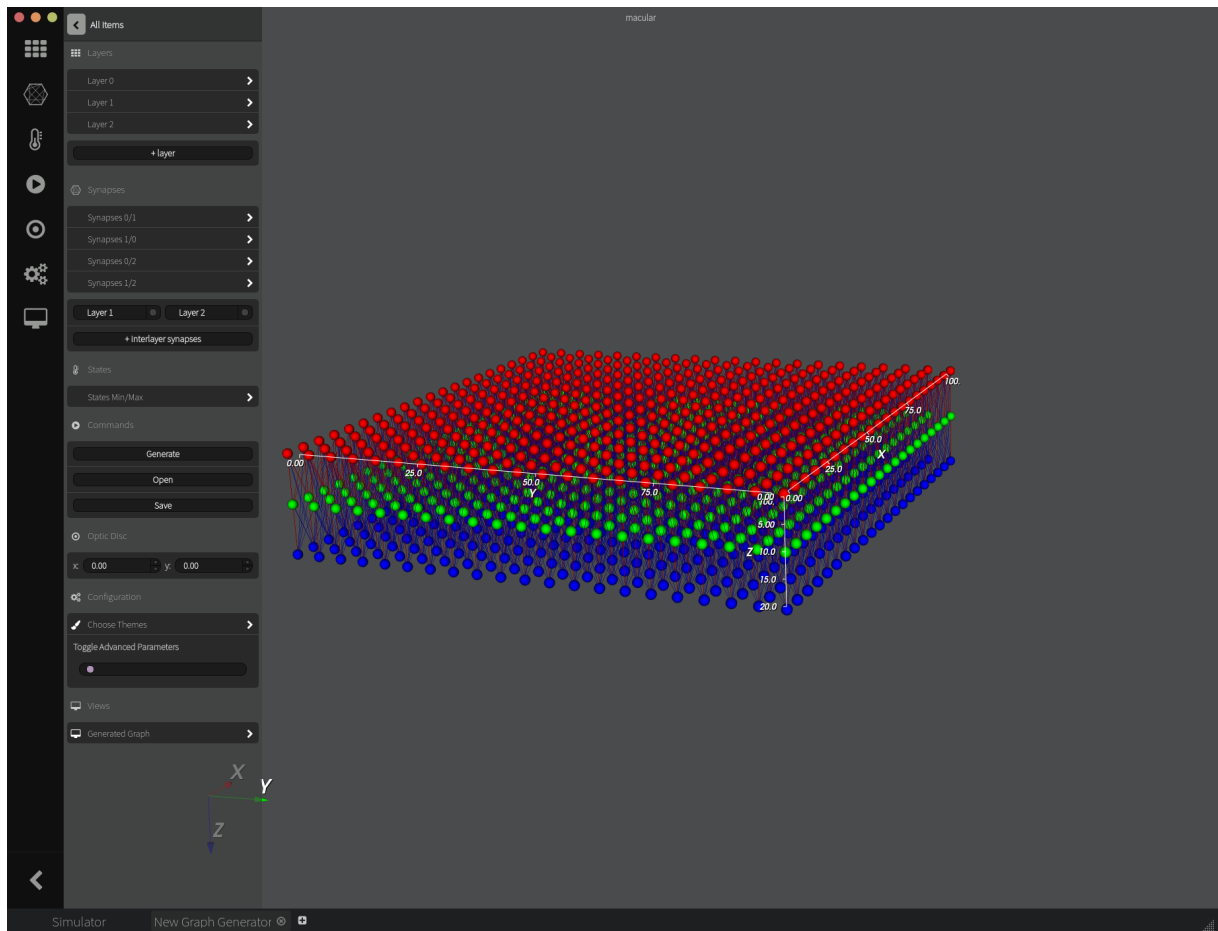 macular
All Items
Layers
Layer 0
Layer 1
Layer 2
+ layer
Synapses
Synapses 0/1
Synapses 1/0
Synapses 0/2
Synapses 1/2
Layer 1 Layer 2
+ Interlayer synapses
States
States Min/Max
Commands
Generate
Open
Save
Optic Disc
x: 0.00 y: 0.00
Configuration
Choose Themes
Toggle Advanced Parameters
Views
Generated Graph
X
Y
Z
100.
75.0
50.0
X
25.0
0.00
0.00
25.0
50.0
Y
75.0
100.
0.00
5.00
Z 10.0
15.0
20.0
Simulator New Graph Generator